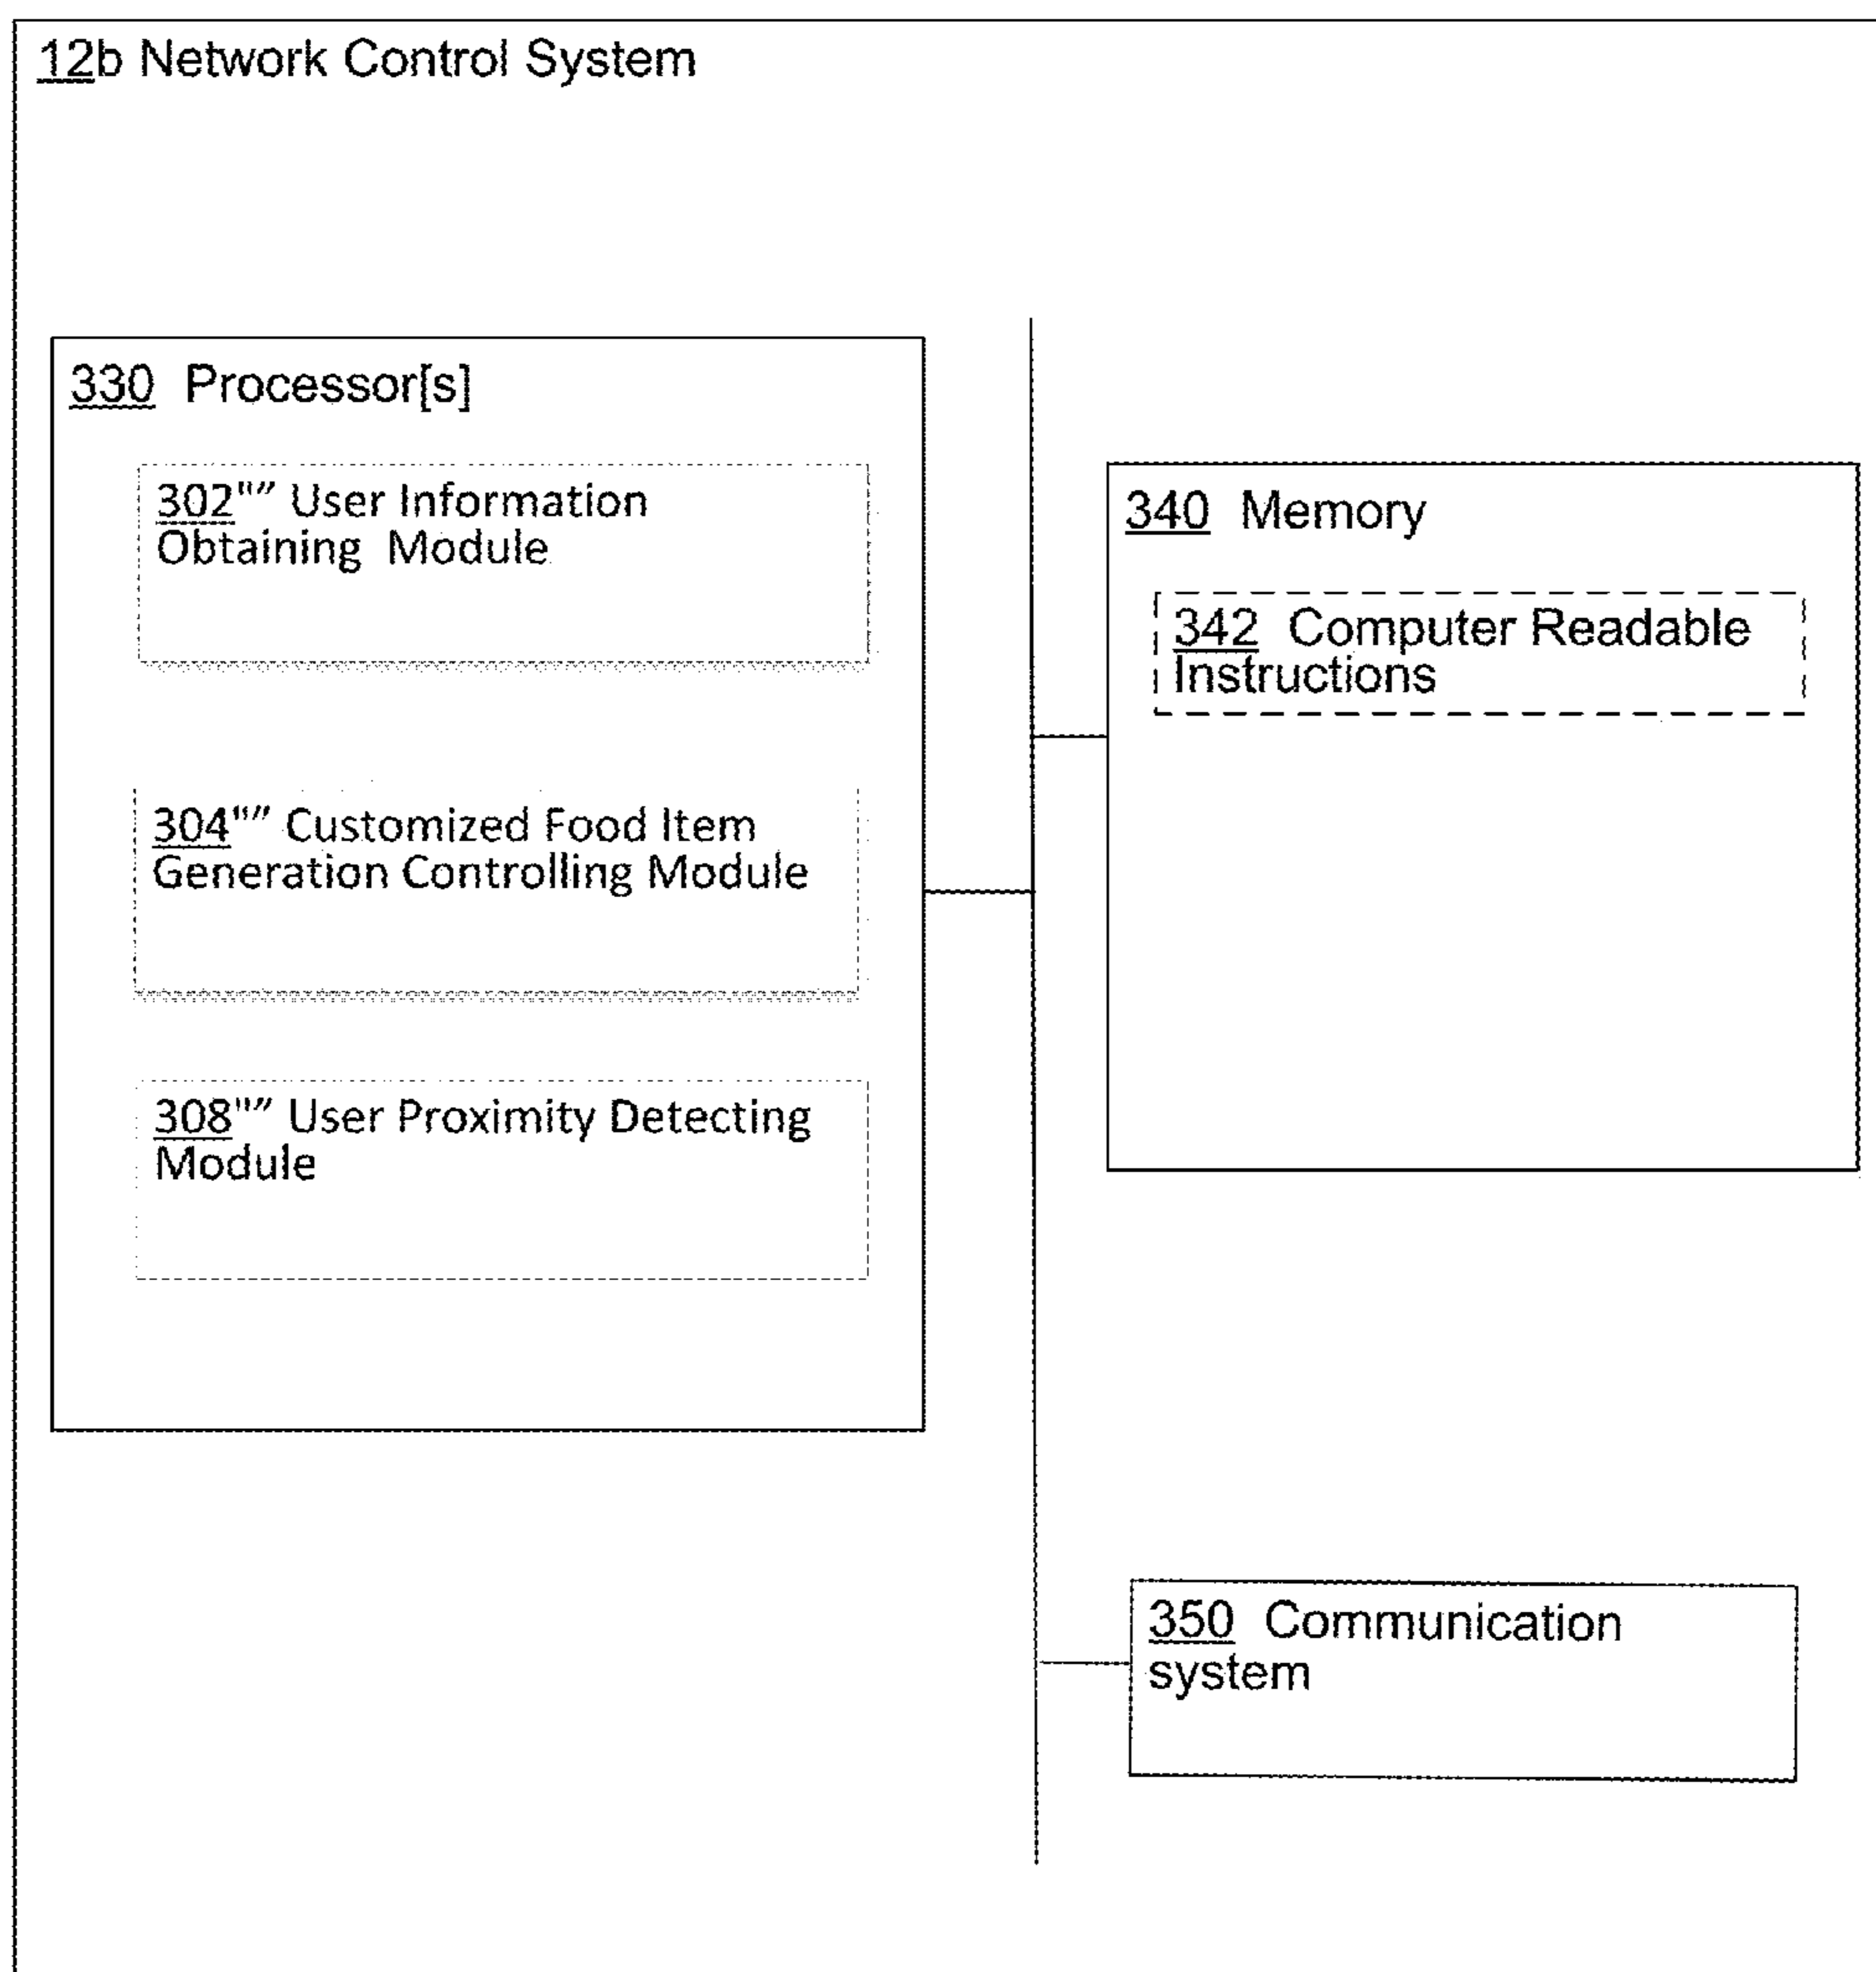 12b Network Control System
330 Processor[s]
302"" User Information
Obtaining Module
304"" Customized Food Item
Generation Controlling Module
308"" User Proximity Detecting
Module
340 Memory
342 Computer Readable
Instructions
350 Communication
system